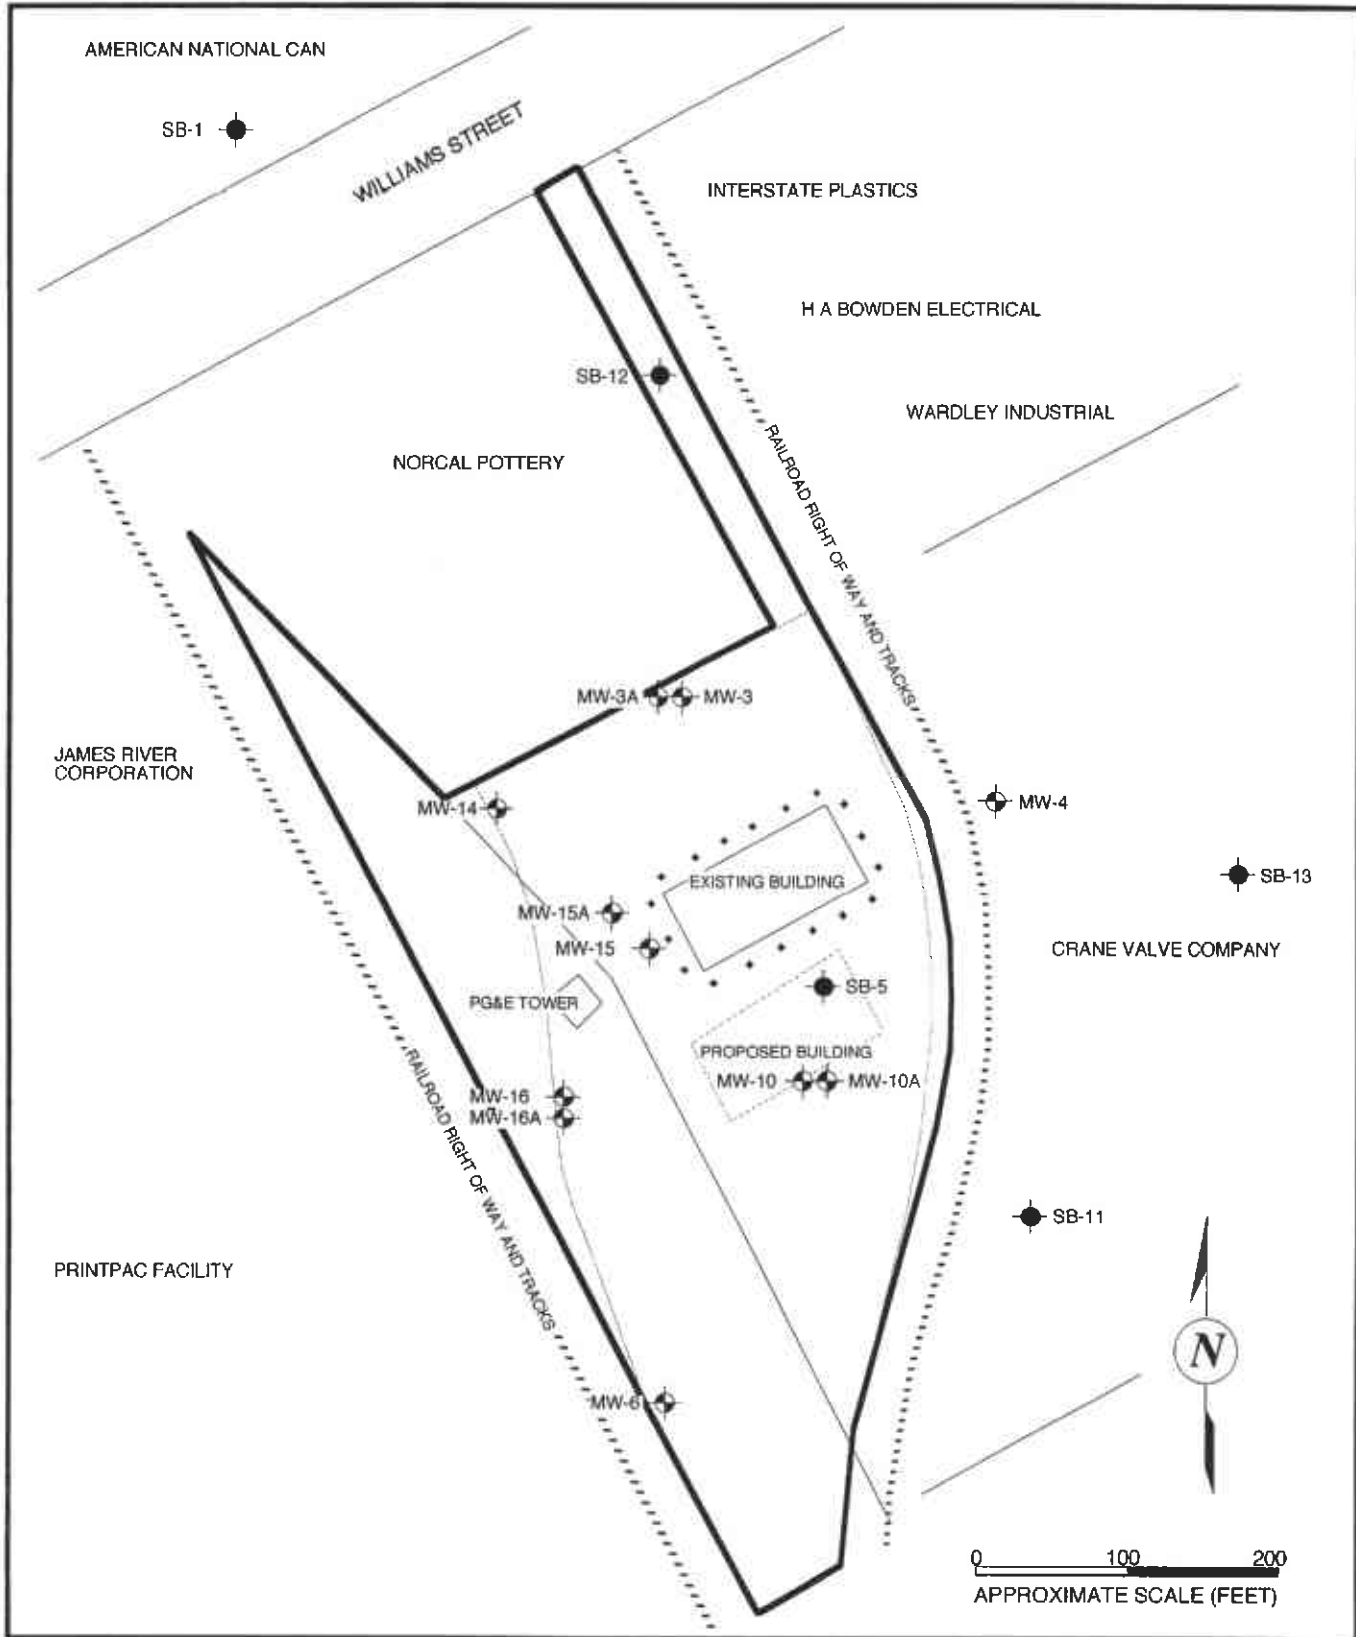 AMERICAN NATIONAL CAN
SB-1
WILLIAMS STREET
INTERSTATE PLASTICS
H A BOWDEN ELECTRICAL
SB-12
WARDLEY INDUSTRIAL
NORCAL POTTERY
RAILROAD RIGHT OF WAY AND TRACKS
MW-3A
MW-3
JAMES RIVER
CORPORATION
MW-14
MW-4
EXISTING BUILDING
SB-13
MW-15A
MW-15
CRANE VALVE COMPANY
SB-5
PG&E TOWER
PROPOSED BUILDING
MW-10
MW-10A
MW-16
MW-16A
RAILROAD RIGHT OF WAY AND TRACKS
SB-11
PRINTPAC FACILITY
N
MW-6
0 100 200
APPROXIMATE SCALE (FEET)